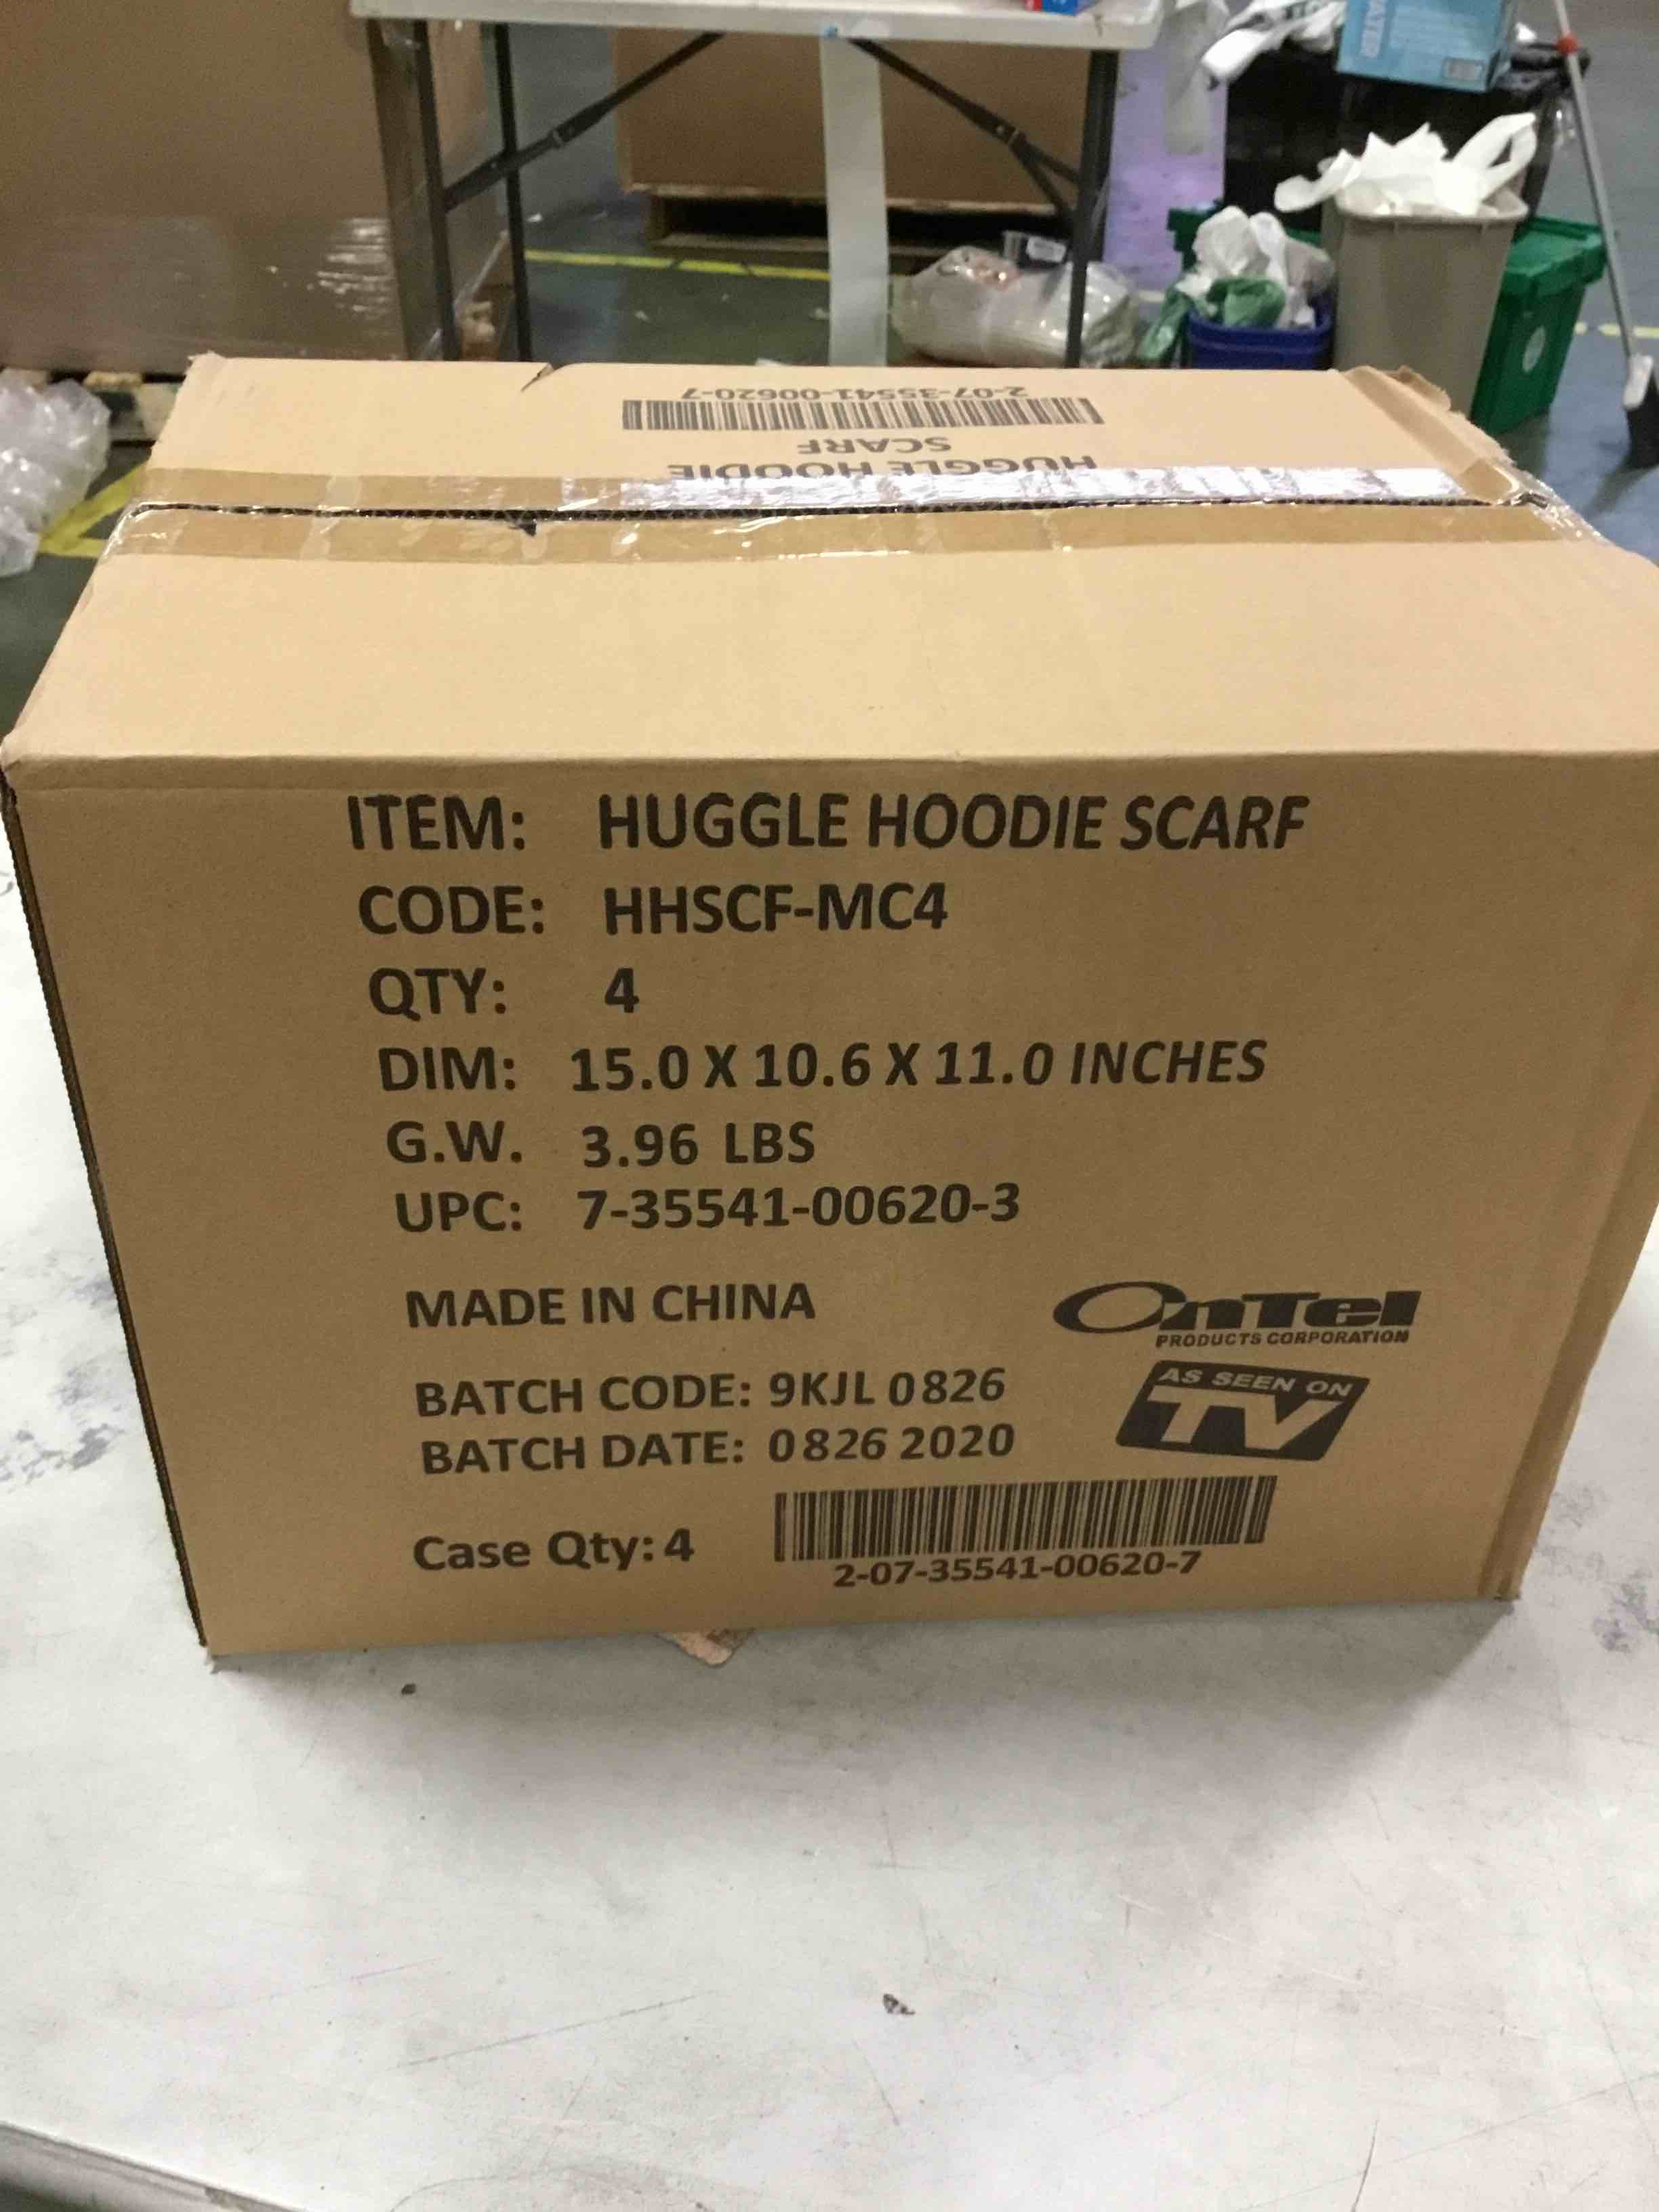 2-07-35541-00620-7
HUGGLE HOODIE
SCARF
ITEM: HUGGLE HOODIE SCARF
CODE: HHSCF-MC4
QTY: 4
DIM: 15.0 X 10.6 X 11.0 INCHES
G.W. 3.96 LBS
UPC: 7-35541-00620-3
MADE IN CHINA
OnTel
PRODUCTS CORPORATION
BATCH CODE: 9KJL 0826
AS SEEN ON
TV
BATCH DATE: 0826 2020
Case Qty: 4
2-07-35541-00620-7